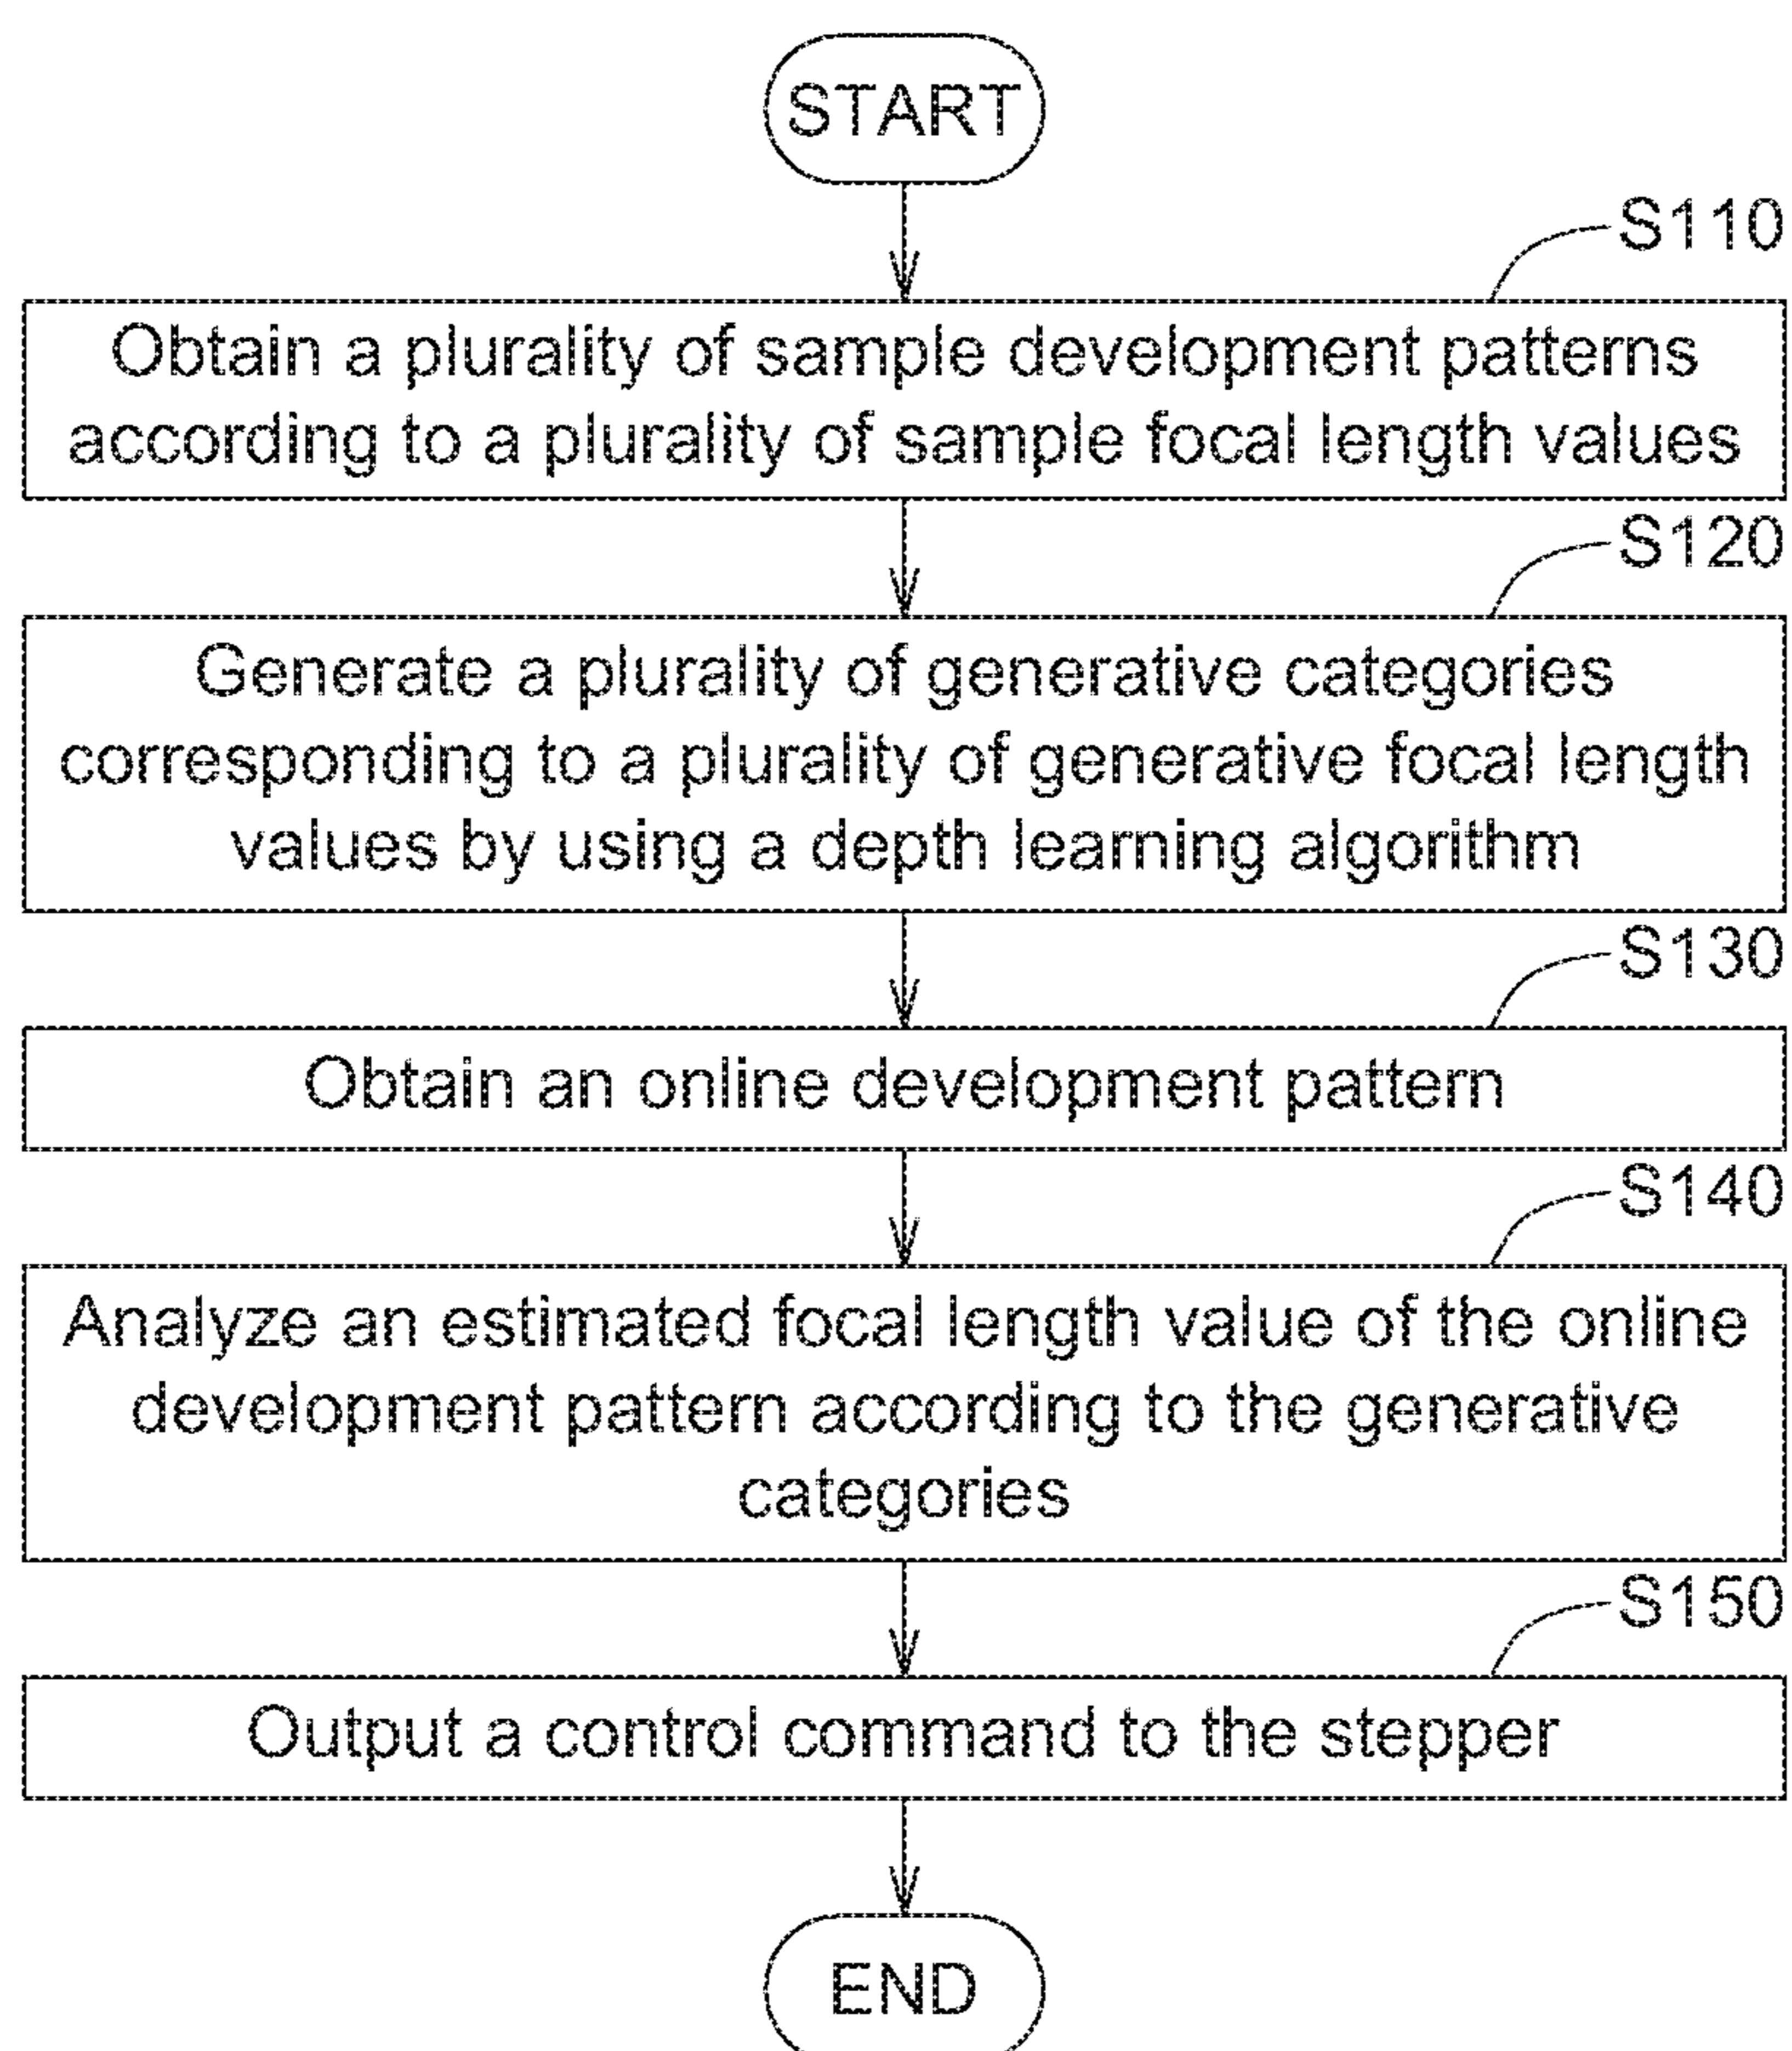 START
S110
Obtain a plurality of sample development patterns
according to a plurality of sample focal length values
S120
Generate a plurality of generative categories
corresponding to a plurality of generative focal length
values by using a depth learning algorithm
S130
Obtain an online development pattern
S140
Analyze an estimated focal length value of the online
development pattern according to the generative
categories
S150
Output a control command to the stepper
END